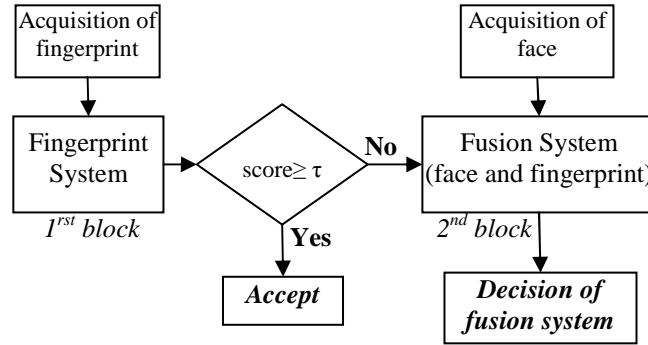 Acquisition of
fingerprint
Acquisition of
face
Fingerprint
System
1rst block
score≥ τ
No
Yes
Accept
Fusion System
(face and fingerprint)
2nd block
Decision of
fusion system